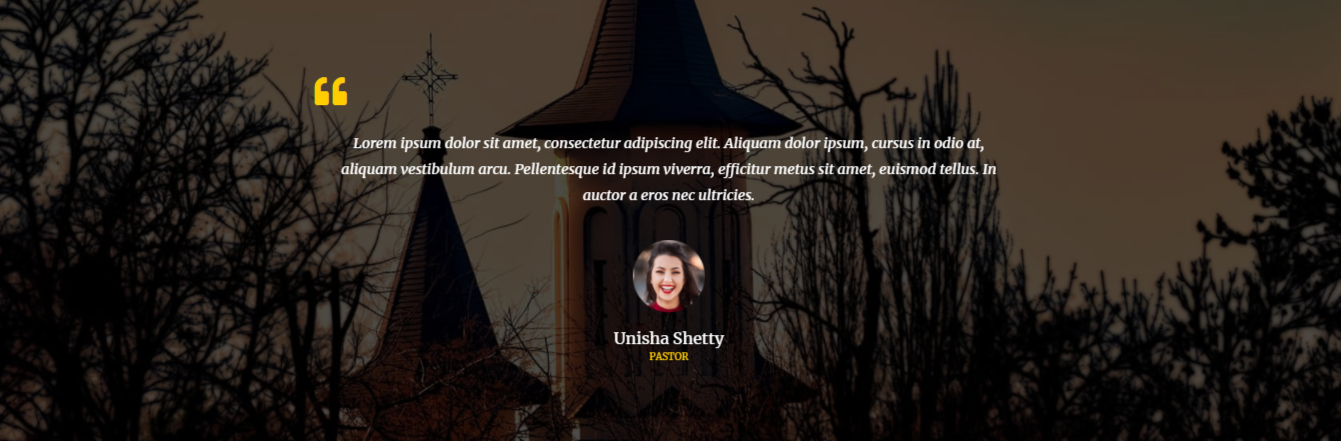 Lorem ipsum dolor sit amet, consectetur adipiscing elit. Aliquam dolor ipsum, cursus in odio at,
aliquam vestibulum arcu. Pellentesque id ipsum viverra, efficitur metus sit amet, euismod tellus. In
auctor a eros nec ultricies.
Unisha Shetty
PASTOR